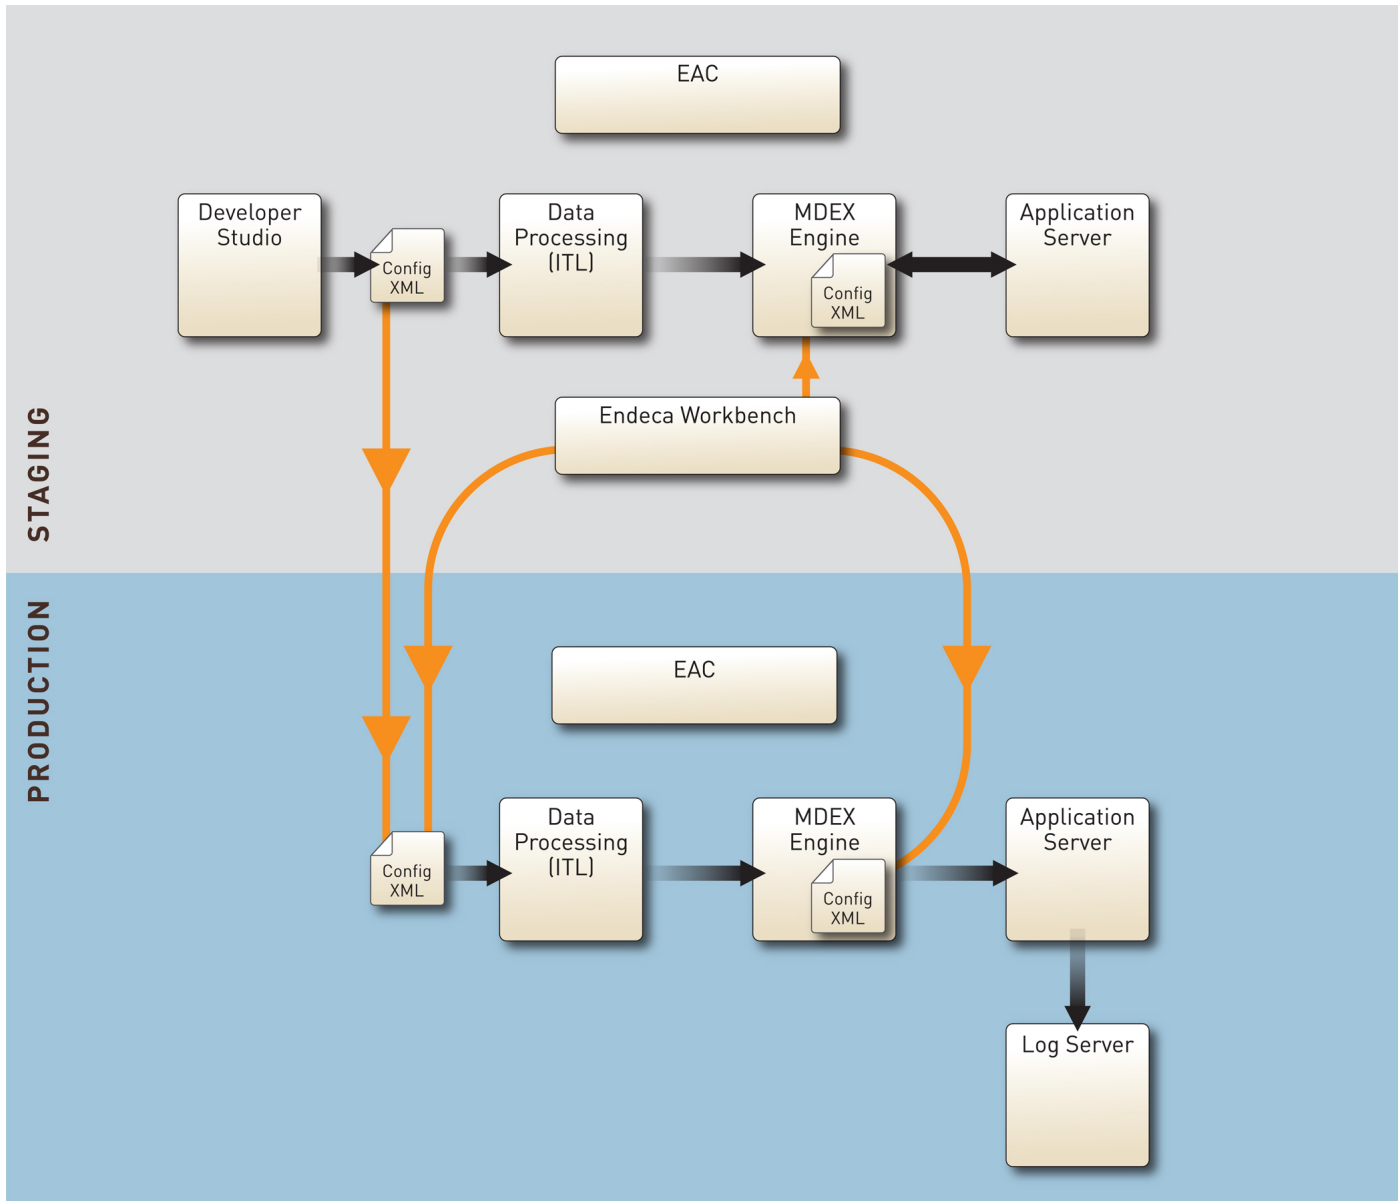 EAC
Developer
Studio
Config
XML
Data
Processing
(ITL)
MDEX
Engine
Config
XML
Application
Server
Endeca Workbench
STAGING
PRODUCTION
EAC
Config
XML
Data
Processing
(ITL)
MDEX
Engine
Config
XML
Application
Server
Log Server